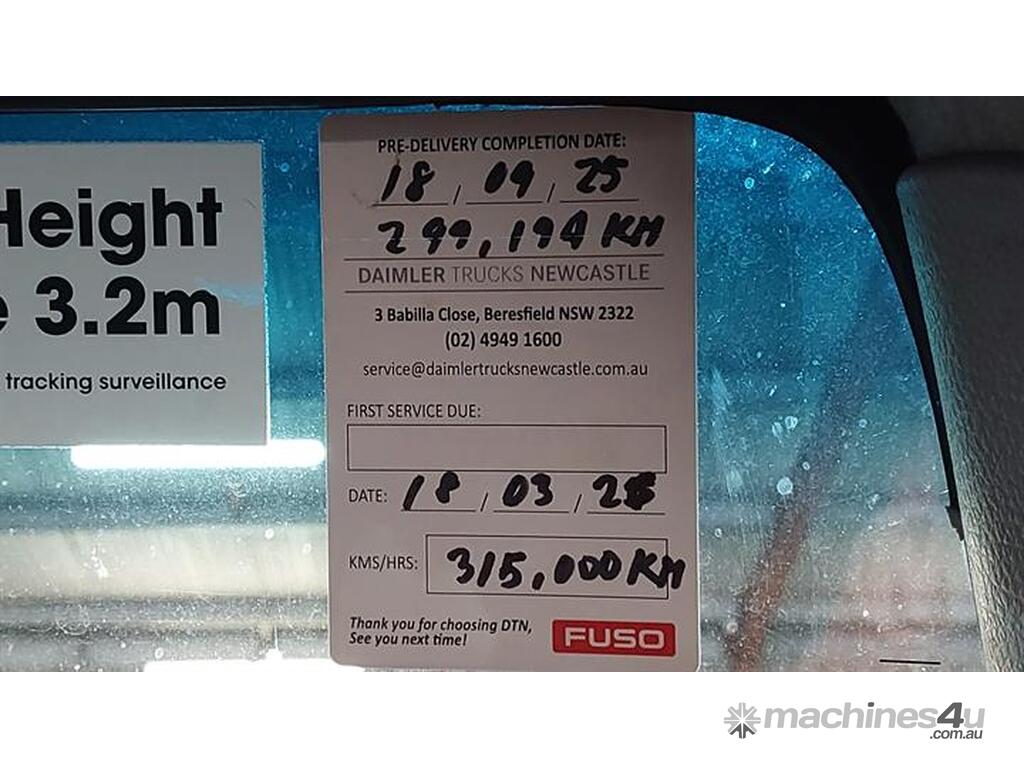 Height
3.2m
tracking surveillance
PRE-DELIVERY COMPLETION DATE:
18 / 09 / 25
299,194 KM
DAIMLER TRUCKS NEWCASTLE
3 Babilla Close, Beresfield NSW 2322
(02) 4949 1600
service@daimlertrucksnewcastle.com.au
FIRST SERVICE DUE:
DATE: 18 / 03 / 26
KMS/HRS: 315,000KM
Thank you for choosing DTN,
See you next time!
FUSO
machines4u
.com.au